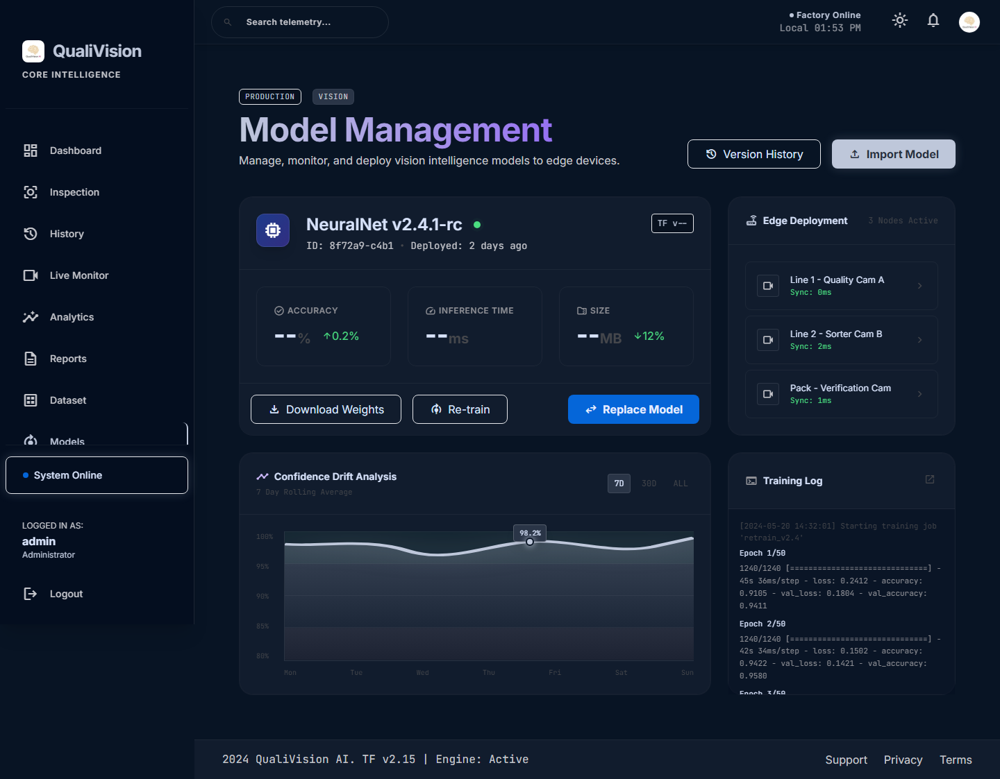 QualiVision
CORE INTELLIGENCE
Dashboard
Inspection
History
Live Monitor
Analytics
Reports
Dataset
Models
System Online
LOGGED IN AS:
admin
Administrator
Logout
Search telemetry...
Factory Online
Local 01:53 PM
PRODUCTION
VISION
Model Management
Manage, monitor, and deploy vision intelligence models to edge devices.
Version History
Import Model
NeuralNet v2.4.1-rc
ID: 8f72a9-c4b1 • Deployed: 2 days ago
TF v--
ACCURACY
--% ↑0.2%
INFERENCE TIME
--ms
SIZE
--MB ↓12%
Download Weights
Re-train
Replace Model
Edge Deployment
3 Nodes Active
Line 1 - Quality Cam A
Sync: 0ms
Line 2 - Sorter Cam B
Sync: 2ms
Pack - Verification Cam
Sync: 1ms
Confidence Drift Analysis
7 Day Rolling Average
7D 30D ALL
98.2%
100%
95%
90%
85%
80%
Mon Tue Wed Thu Fri Sat Sun
Training Log
[2024-05-20 14:32:01] Starting training job
'retrain_v2.4'
Epoch 1/50
1240/1240 [==============================] -
45s 36ms/step - loss: 0.2412 - accuracy:
0.9105 - val_loss: 0.1804 - val_accuracy:
0.9411
Epoch 2/50
1240/1240 [==============================] -
42s 34ms/step - loss: 0.1502 - accuracy:
0.9422 - val_loss: 0.1421 - val_accuracy:
0.9580
Epoch 3/50
2024 QualiVision AI. TF v2.15 | Engine: Active
Support Privacy Terms